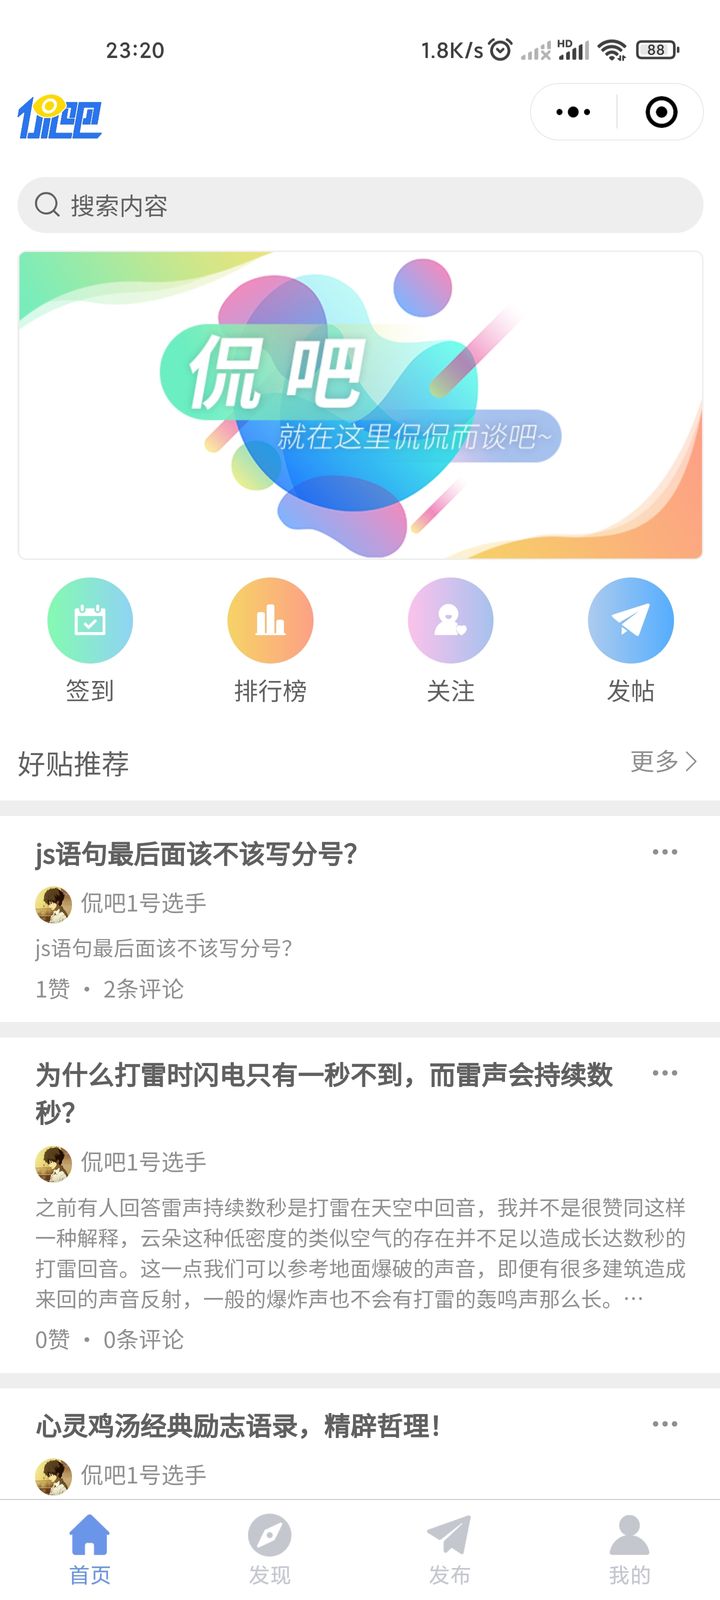 23:20
1.8K/s
HD
88
侃吧
搜索内容
侃吧
就在这里侃侃而谈吧~
签到
排行榜
关注
发帖
好贴推荐
更多
js语句最后面该不该写分号？
侃吧1号选手
js语句最后面该不该写分号？
1赞 · 2条评论
为什么打雷时闪电只有一秒不到，而雷声会持续数
秒？
侃吧1号选手
之前有人回答雷声持续数秒是打雷在天空中回音，我并不是很赞同这样
一种解释，云朵这种低密度的类似空气的存在并不足以造成长达数秒的
打雷回音。这一点我们可以参考地面爆破的声音，即便有很多建筑造成
来回的声音反射，一般的爆炸声也不会有打雷的轰鸣声那么长。…
0赞 · 0条评论
心灵鸡汤经典励志语录，精辟哲理！
侃吧1号选手
首页
发现
发布
我的